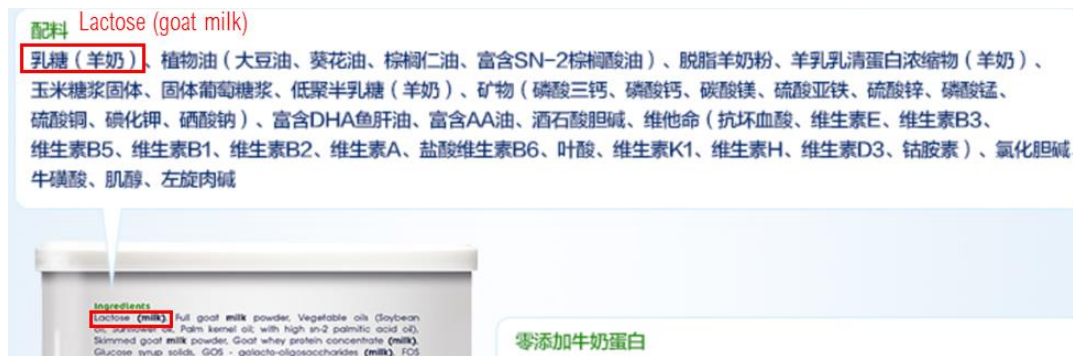 配料 Lactose (goat milk)
乳糖（羊奶）、植物油（大豆油、葵花油、棕榈仁油、富含SN-2棕榈酸油）、脱脂羊奶粉、羊乳乳清蛋白浓缩物（羊奶）、
玉米糖浆固体、固体葡萄糖浆、低聚半乳糖（羊奶）、矿物（磷酸三钙、磷酸钙、碳酸镁、硫酸亚铁、硫酸锌、磷酸锰、
硫酸铜、碘化钾、硒酸钠）、富含DHA鱼肝油、富含AA油、酒石酸胆碱、维他命（抗坏血酸、维生素E、维生素B3、
维生素B5、维生素B1、维生素B2、维生素A、盐酸维生素B6、叶酸、维生素K1、维生素H、维生素D3、钴胺素）、氯化胆碱
牛磺酸、肌醇、左旋肉碱
Ingredients
Lactose (milk) Full goat milk powder, Vegetable oils (Soybean
oil, Sunflower oil, Palm kernel oil; with high sn-2 palmitic acid oil),
Skimmed goat milk powder, Goat whey protein concentrate (milk),
Glucose syrup solids, GOS - galacto-oligosaccharides (milk), FOS
零添加牛奶蛋白